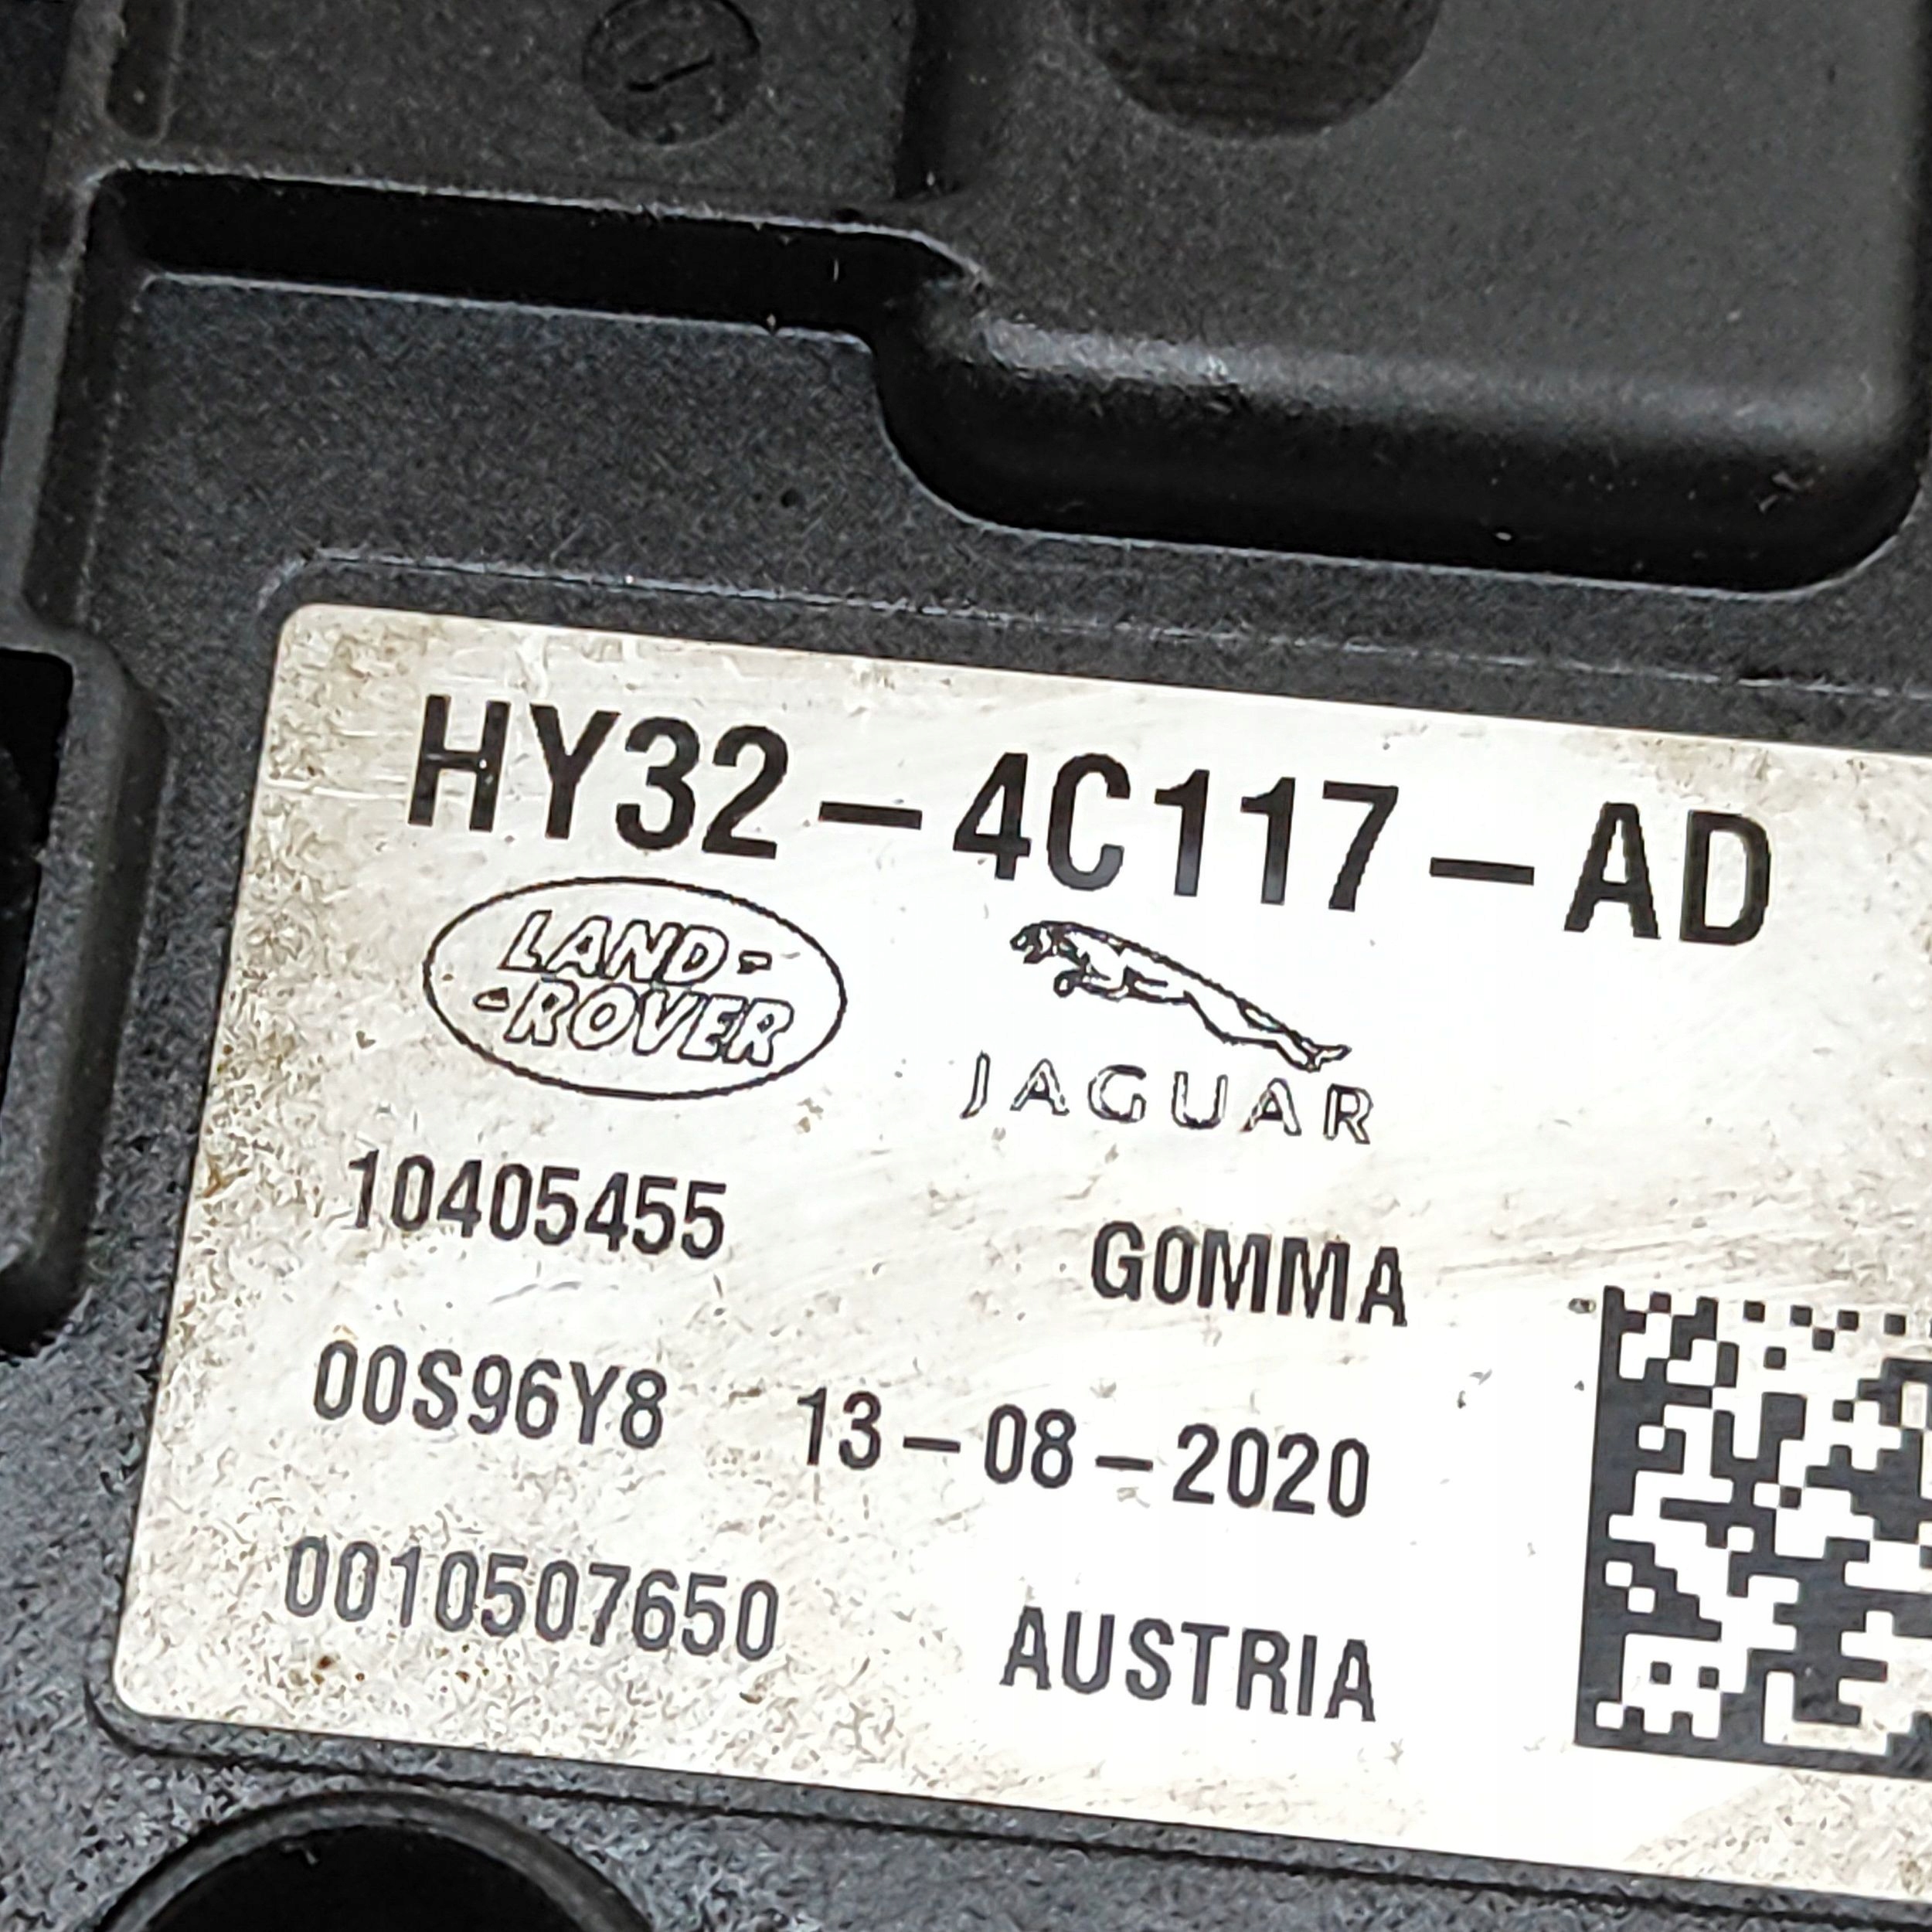 HY32-4C117-AD
LAND-
-ROVER
JAGUAR
10405455
GOMMA
00S96Y8 13-08-2020
0010507650
AUSTRIA